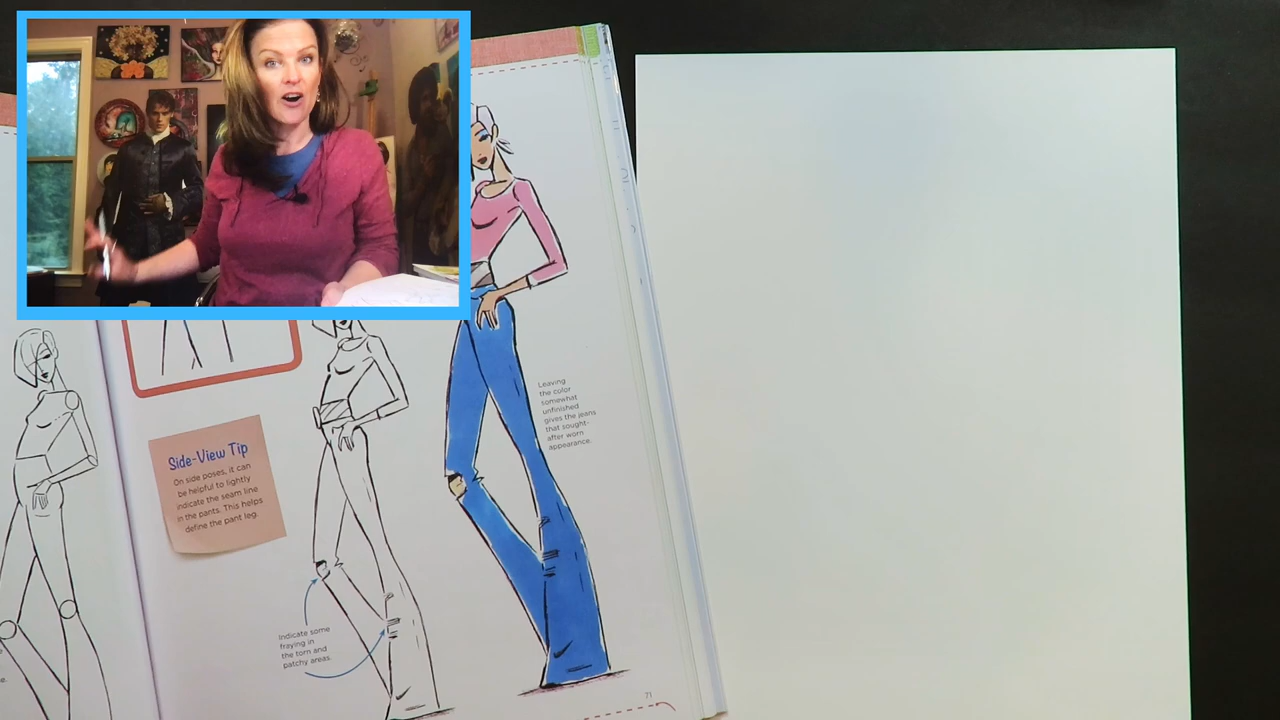 Side-View Tip
On side poses, it can
be helpful to lightly
indicate the seam line
in the pants. This helps
define the pant leg.
Leaving
the color
somewhat
unfinished
gives the jeans
that sought-
after worn
appearance.
Indicate some
fraying in
the torn and
patchy areas.
71